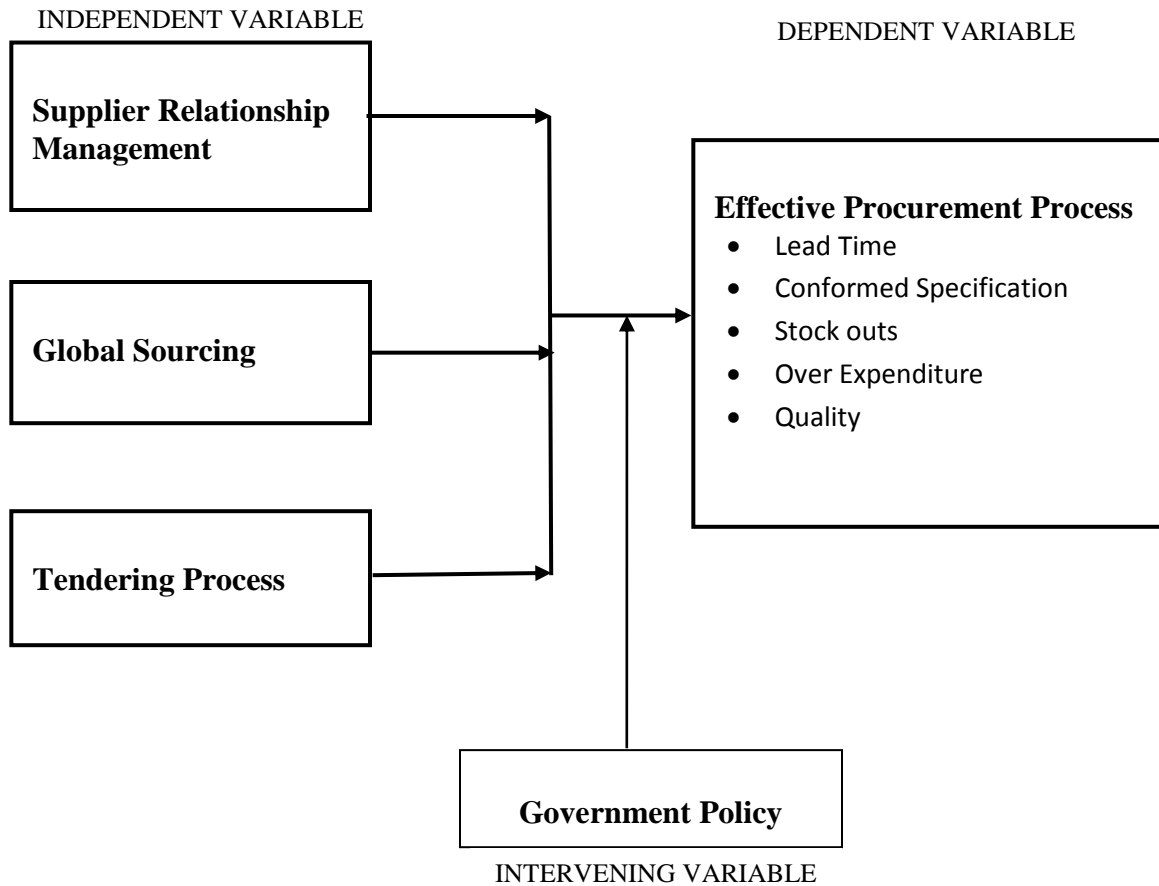 INDEPENDENT VARIABLE
DEPENDENT VARIABLE
Supplier Relationship
Management
Effective Procurement Process
• Lead Time
• Conformed Specification
• Stock outs
• Over Expenditure
• Quality
Global Sourcing
Tendering Process
Government Policy
INTERVENING VARIABLE